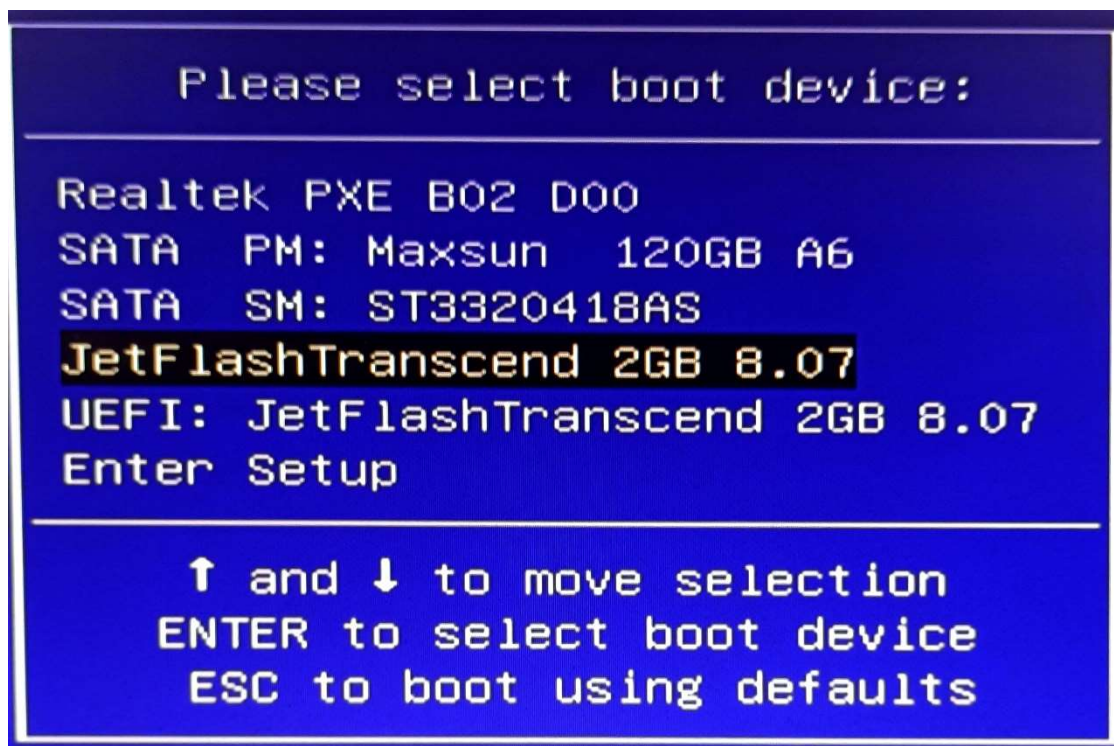 Please select boot device:
Realtek PXE B02 D00
SATA PM: Maxsun 120GB A6
SATA SM: ST3320418AS
JetFlashTranscend 2GB 8.07
UEFI: JetFlashTranscend 2GB 8.07
Enter Setup
↑ and ↓ to move selection
ENTER to select boot device
ESC to boot using defaults